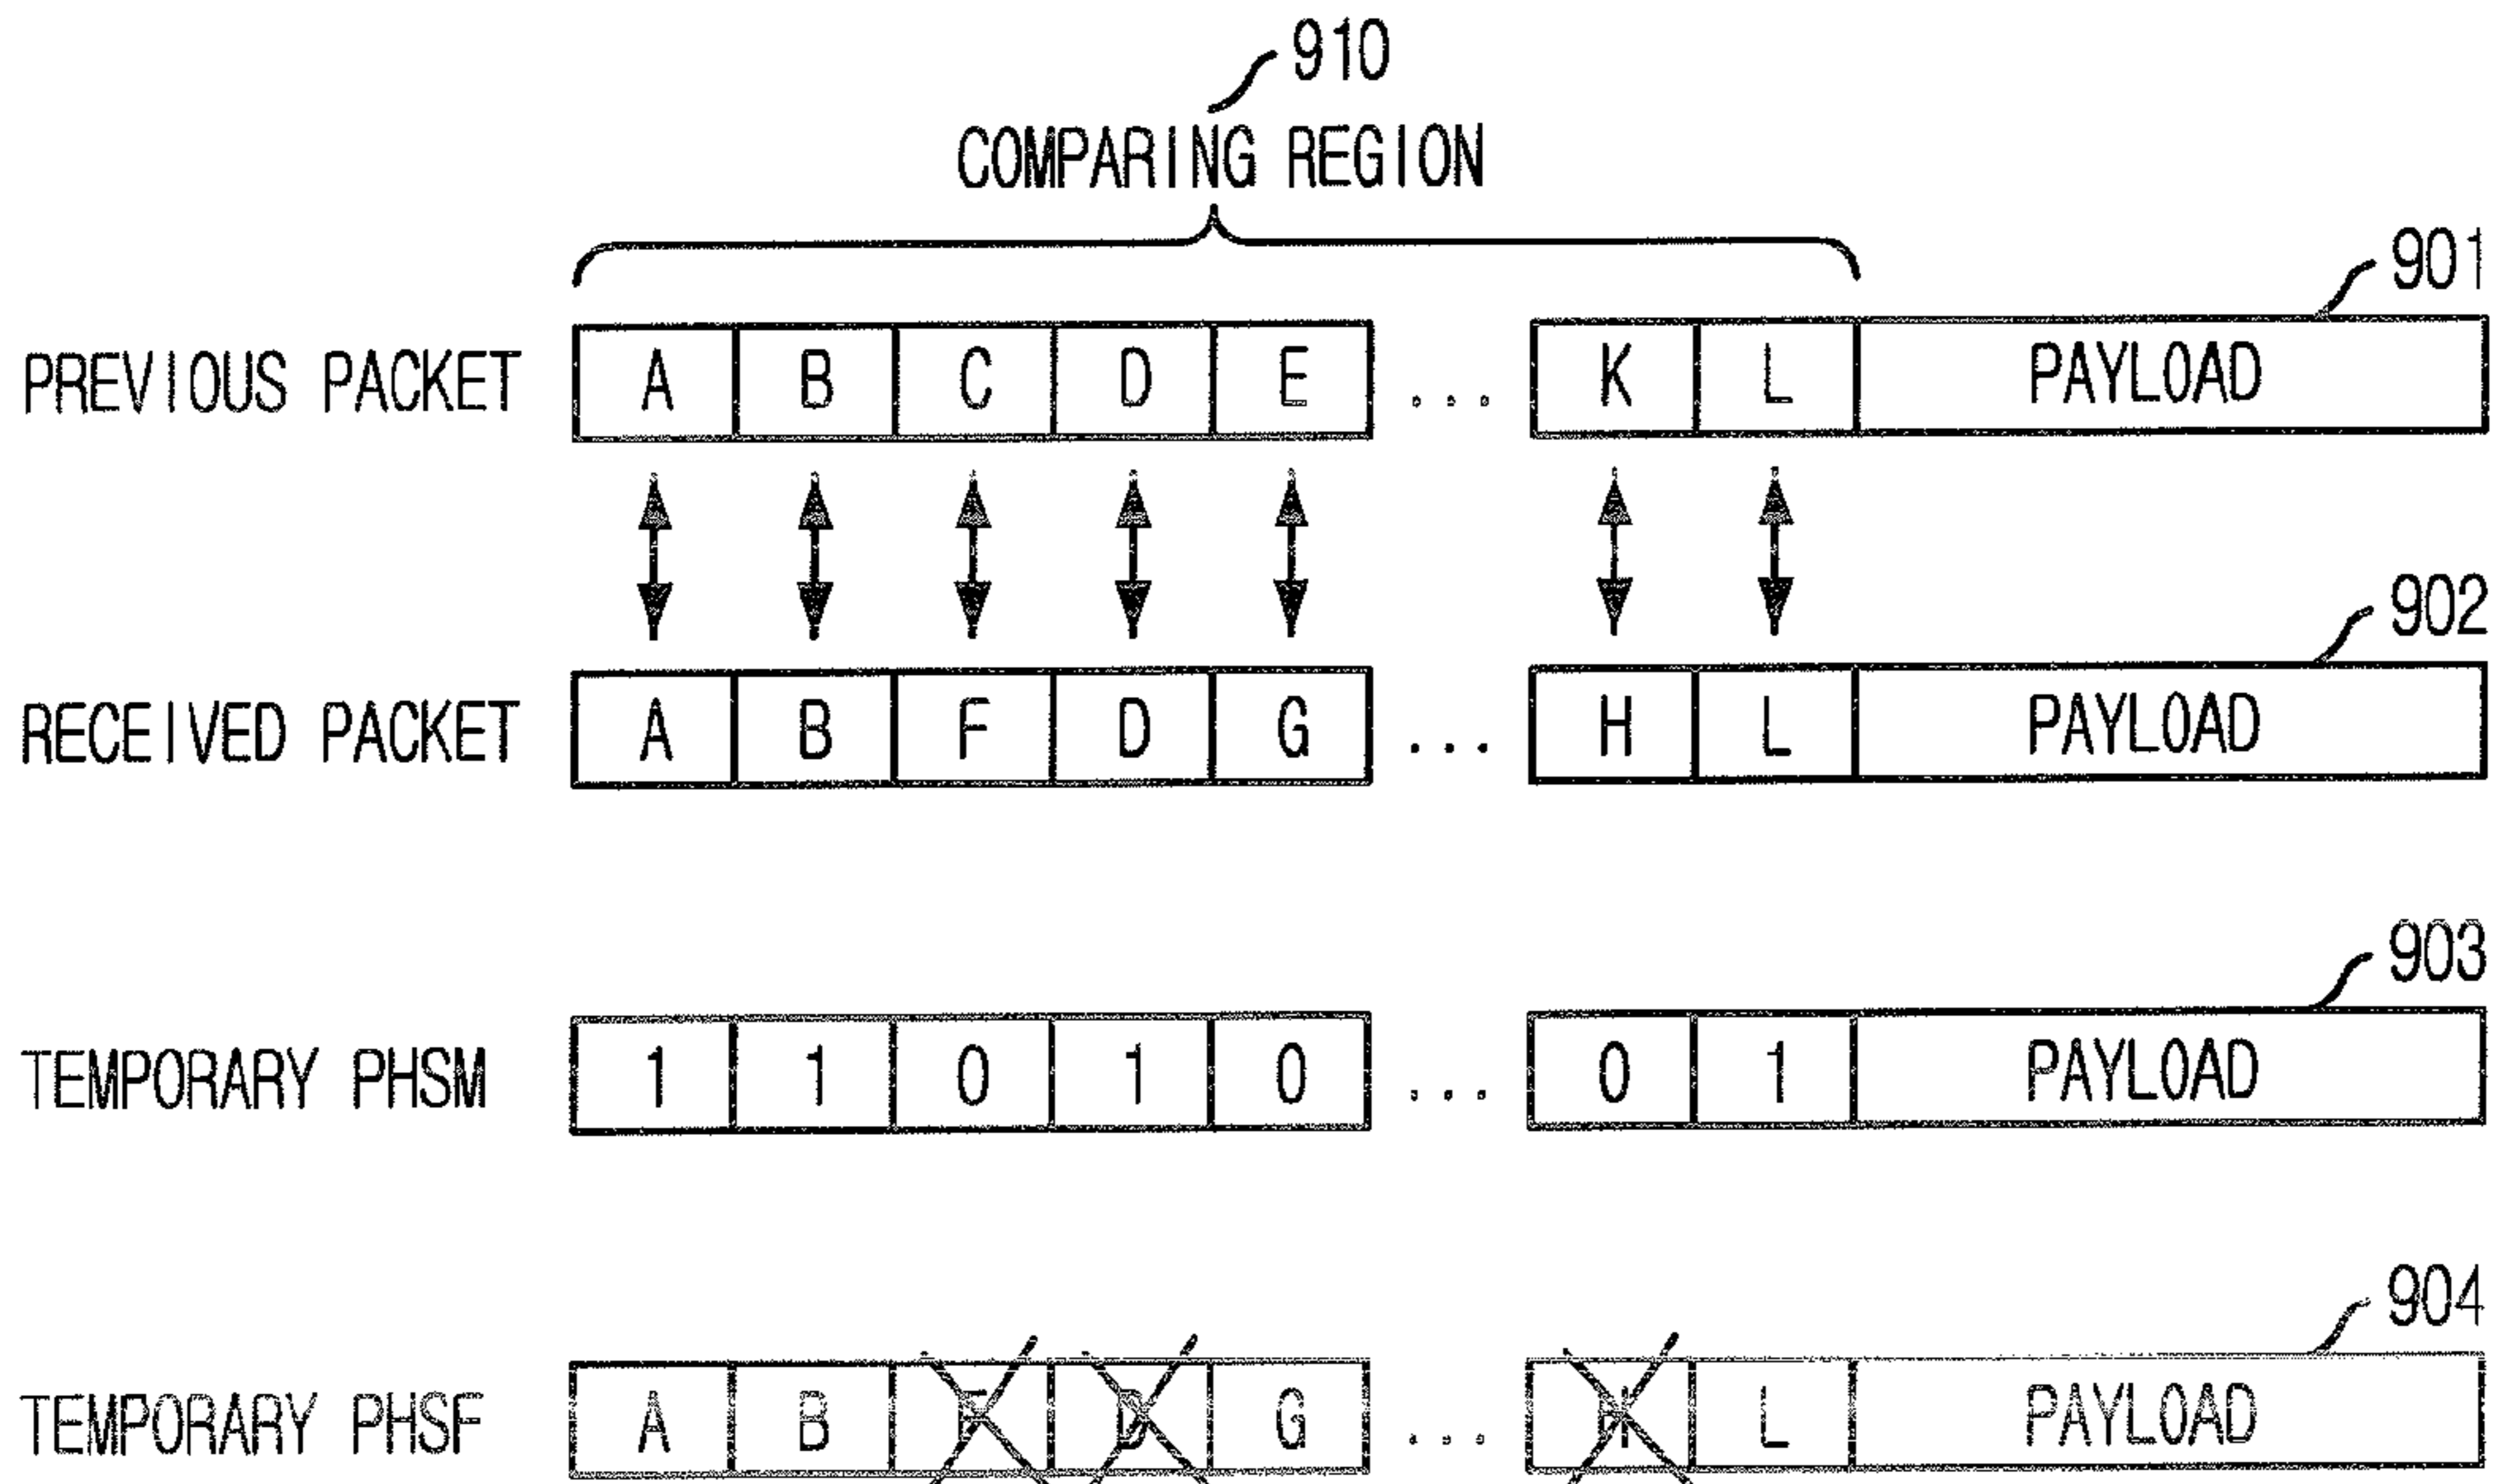 910
COMPARING REGION
901
PREVIOUS PACKET A B C D E ... K L PAYLOAD
902
RECEIVED PACKET A B F D G ... H L PAYLOAD
903
TEMPORARY PHSM 1 1 0 1 0 ... 0 1 PAYLOAD
904
TEMPORARY PHSF A B F D G ... H L PAYLOAD